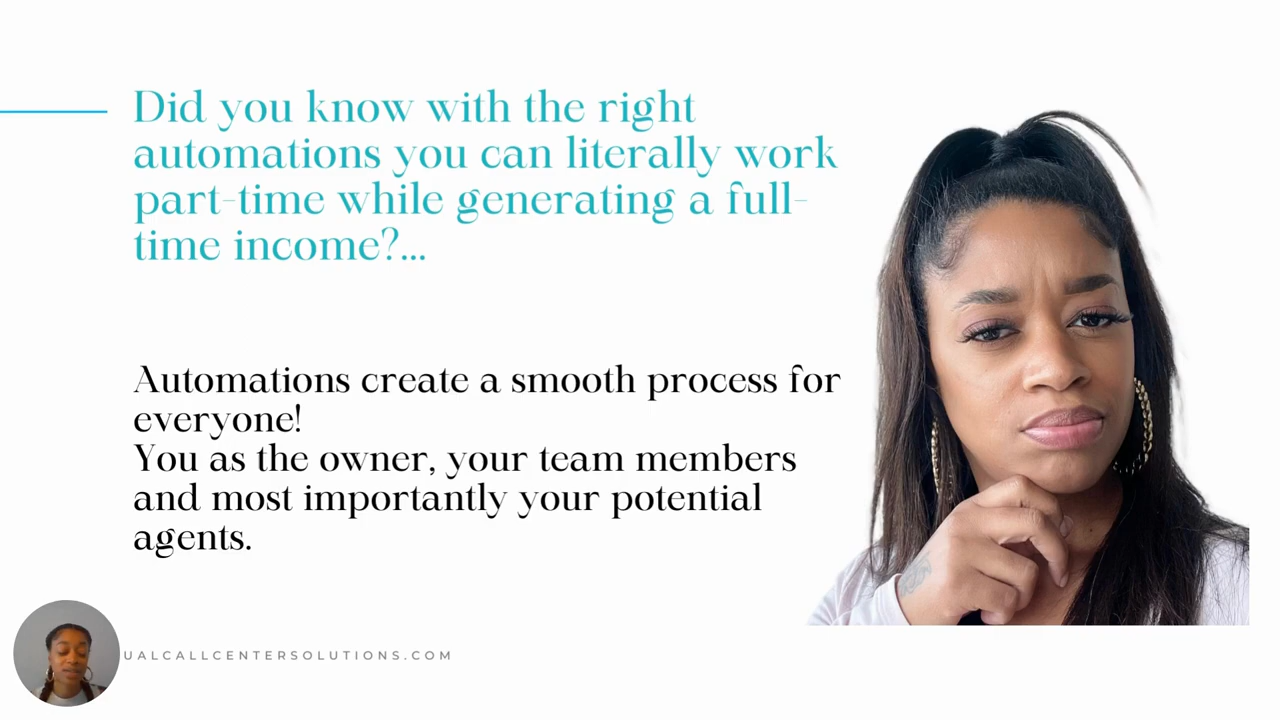 Did you know with the right
automations you can literally work
part-time while generating a full-
time income?...
Automations create a smooth process for
everyone!
You as the owner, your team members
and most importantly your potential
agents.
UALCALLCENTERSOLUTIONS.COM